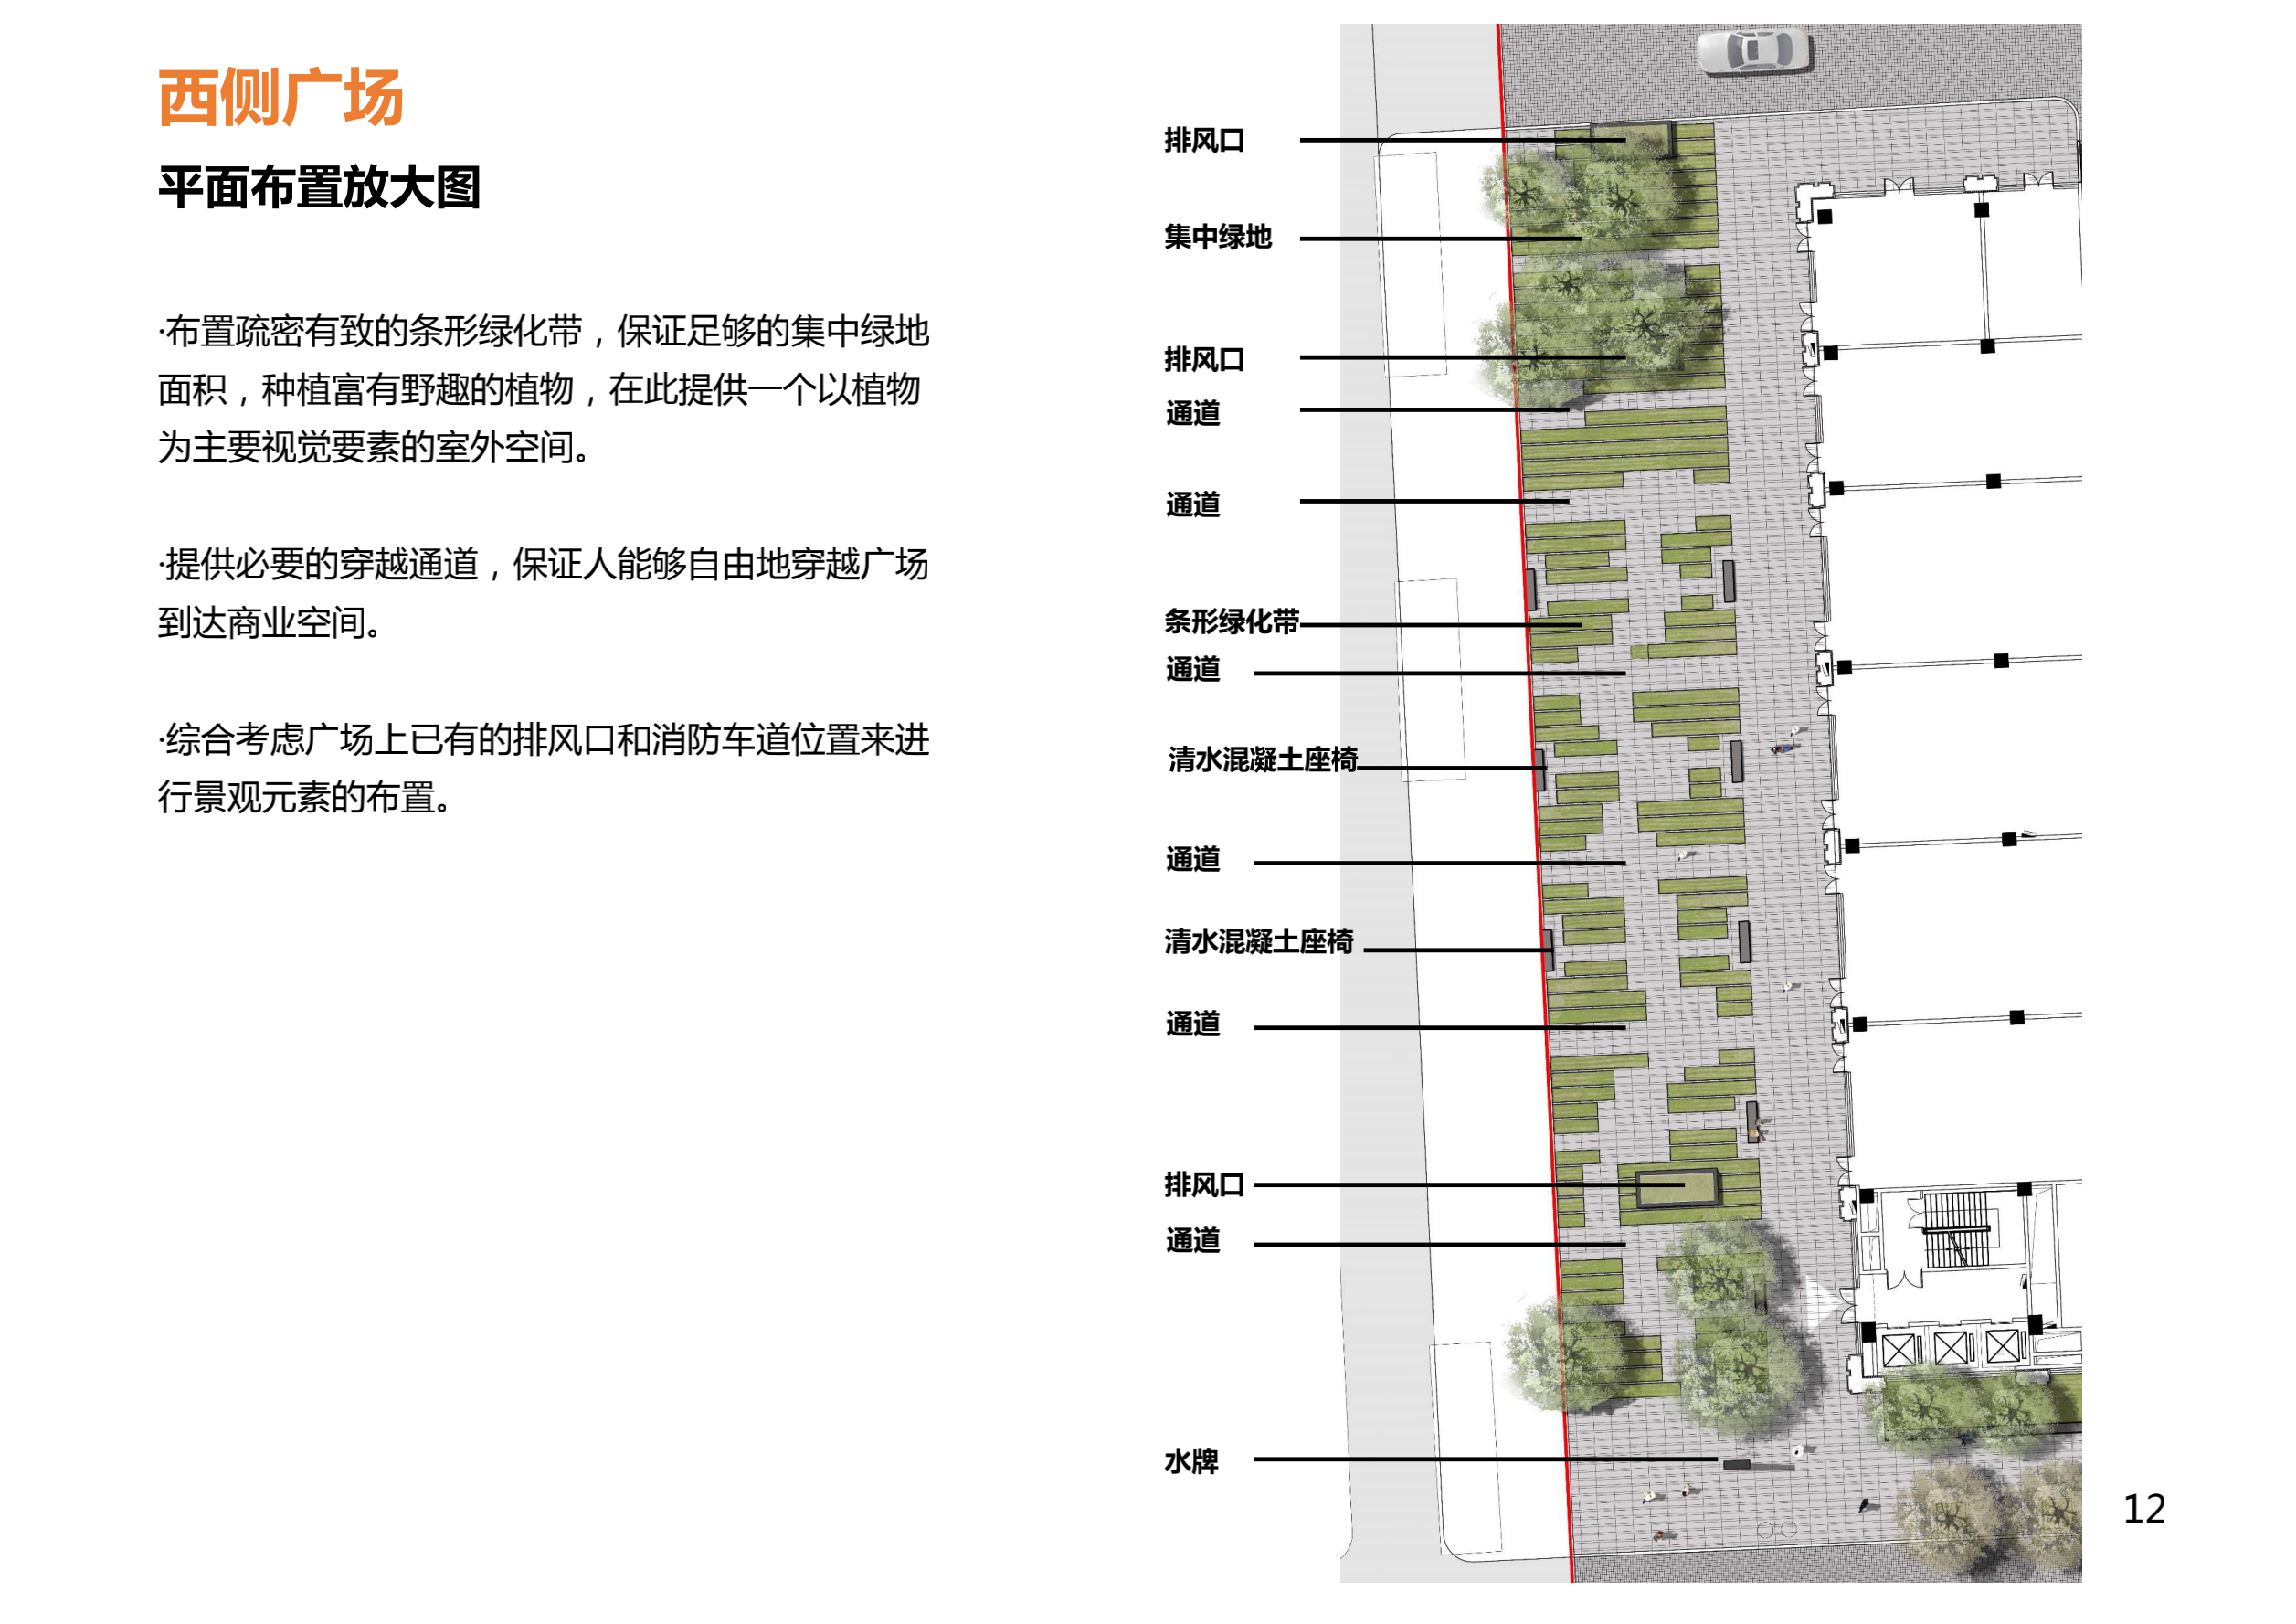 西侧广场
平面布置放大图
·布置疏密有致的条形绿化带，保证足够的集中绿地
面积，种植富有野趣的植物，在此提供一个以植物
为主要视觉要素的室外空间。
·提供必要的穿越通道，保证人能够自由地穿越广场
到达商业空间。
·综合考虑广场上已有的排风口和消防车道位置来进
行景观元素的布置。
排风口
集中绿地
排风口
通道
通道
条形绿化带
通道
清水混凝土座椅
通道
清水混凝土座椅
通道
排风口
通道
水牌
12